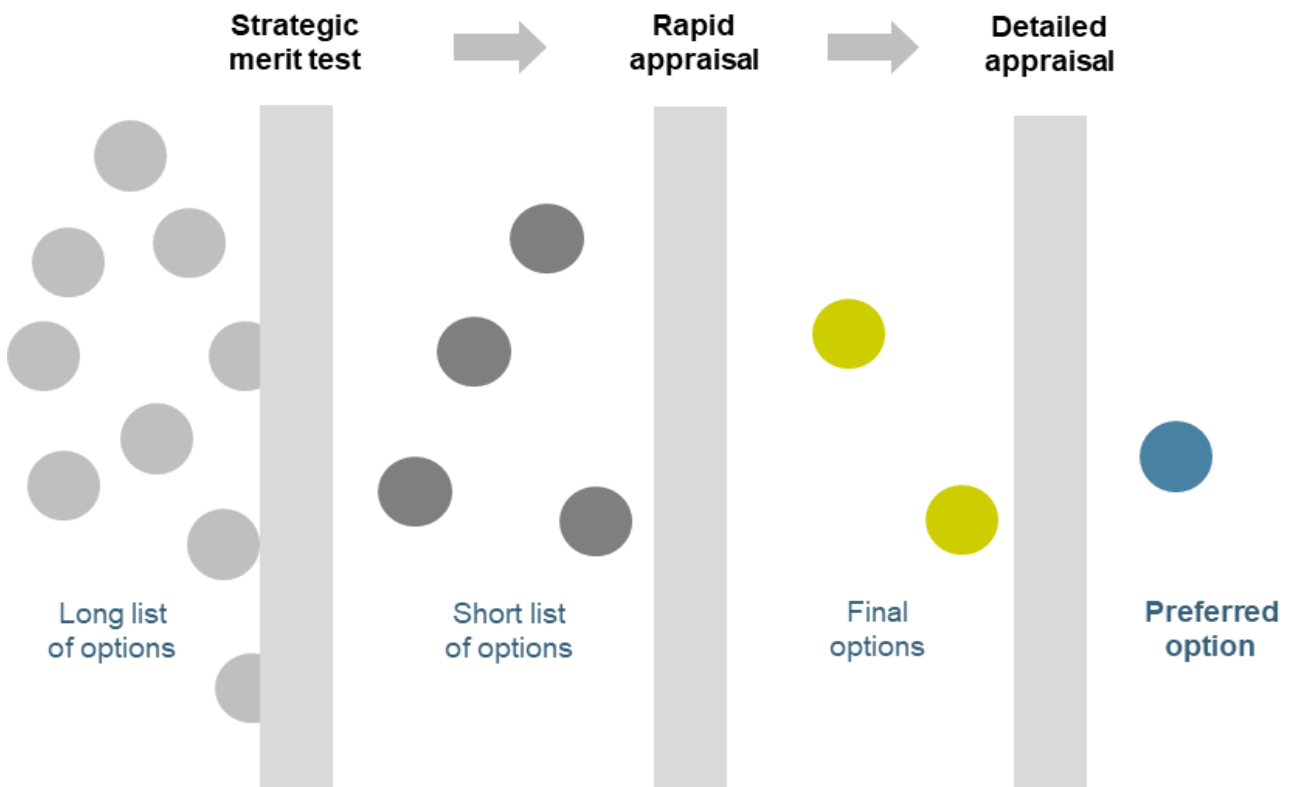 Strategic
merit test
Rapid
appraisal
Detailed
appraisal
Long list
of options
Short list
of options
Final
options
Preferred
option